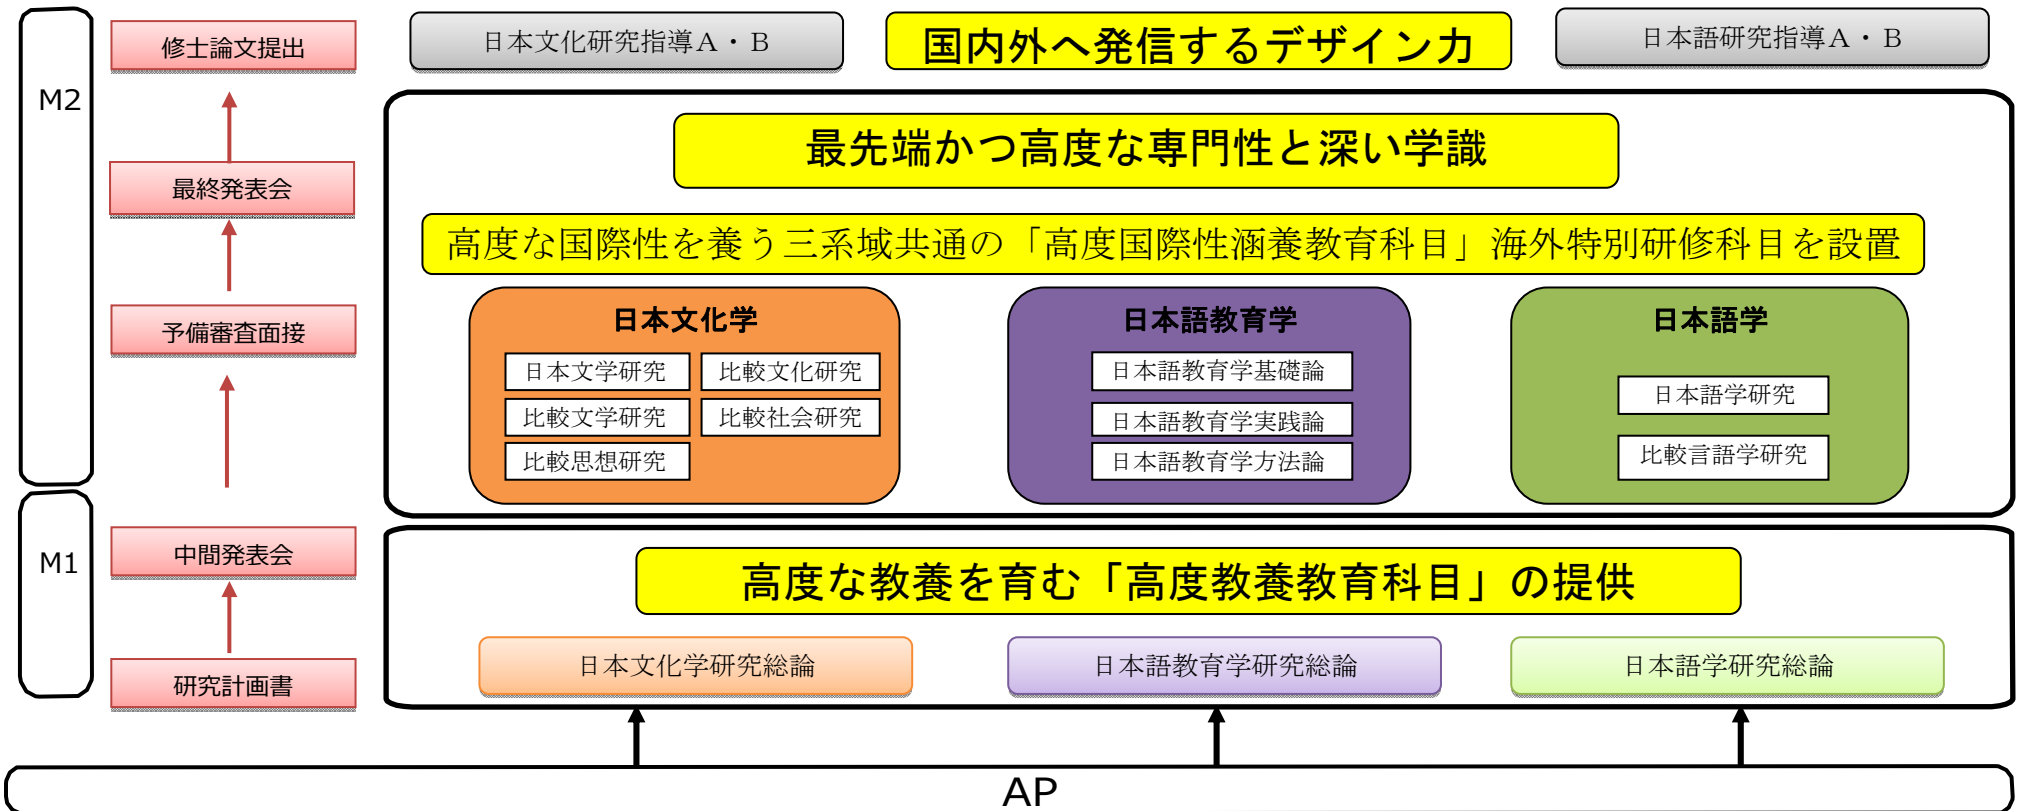 M2
修士論文提出
最終発表会
予備審査面接
M1
中間発表会
研究計画書
日本文化研究指導A・B
国内外へ発信するデザイン力
日本語研究指導A・B
最先端かつ高度な専門性と深い学識
高度な国際性を養う三系域共通の「高度国際性涵養教育科目」海外特別研修科目を設置
日本文化学
日本文学研究
比較文化研究
比較文学研究
比較社会研究
比較思想研究
日本語教育学
日本語教育学基礎論
日本語教育学実践論
日本語教育学方法論
日本語学
日本語学研究
比較言語学研究
高度な教養を育む「高度教養教育科目」の提供
日本文化学研究総論
日本語教育学研究総論
日本語学研究総論
AP